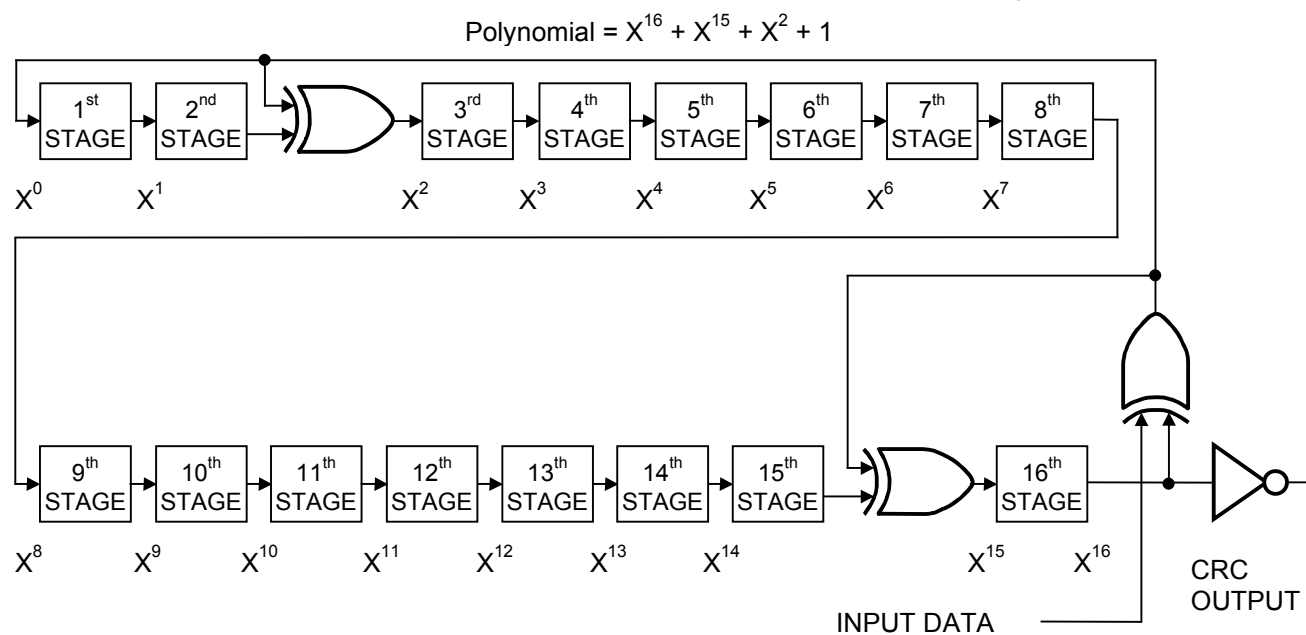 Polynomial = X¹⁶ + X¹⁵ + X² + 1
1ˢᵗ STAGE
2ⁿᵈ STAGE
3ʳᵈ STAGE
4ᵗʰ STAGE
5ᵗʰ STAGE
6ᵗʰ STAGE
7ᵗʰ STAGE
8ᵗʰ STAGE
X⁰ X¹ X² X³ X⁴ X⁵ X⁶ X⁷
9ᵗʰ STAGE
10ᵗʰ STAGE
11ᵗʰ STAGE
12ᵗʰ STAGE
13ᵗʰ STAGE
14ᵗʰ STAGE
15ᵗʰ STAGE
16ᵗʰ STAGE
X⁸ X⁹ X¹⁰ X¹¹ X¹² X¹³ X¹⁴ X¹⁵ X¹⁶
CRC
OUTPUT
INPUT DATA